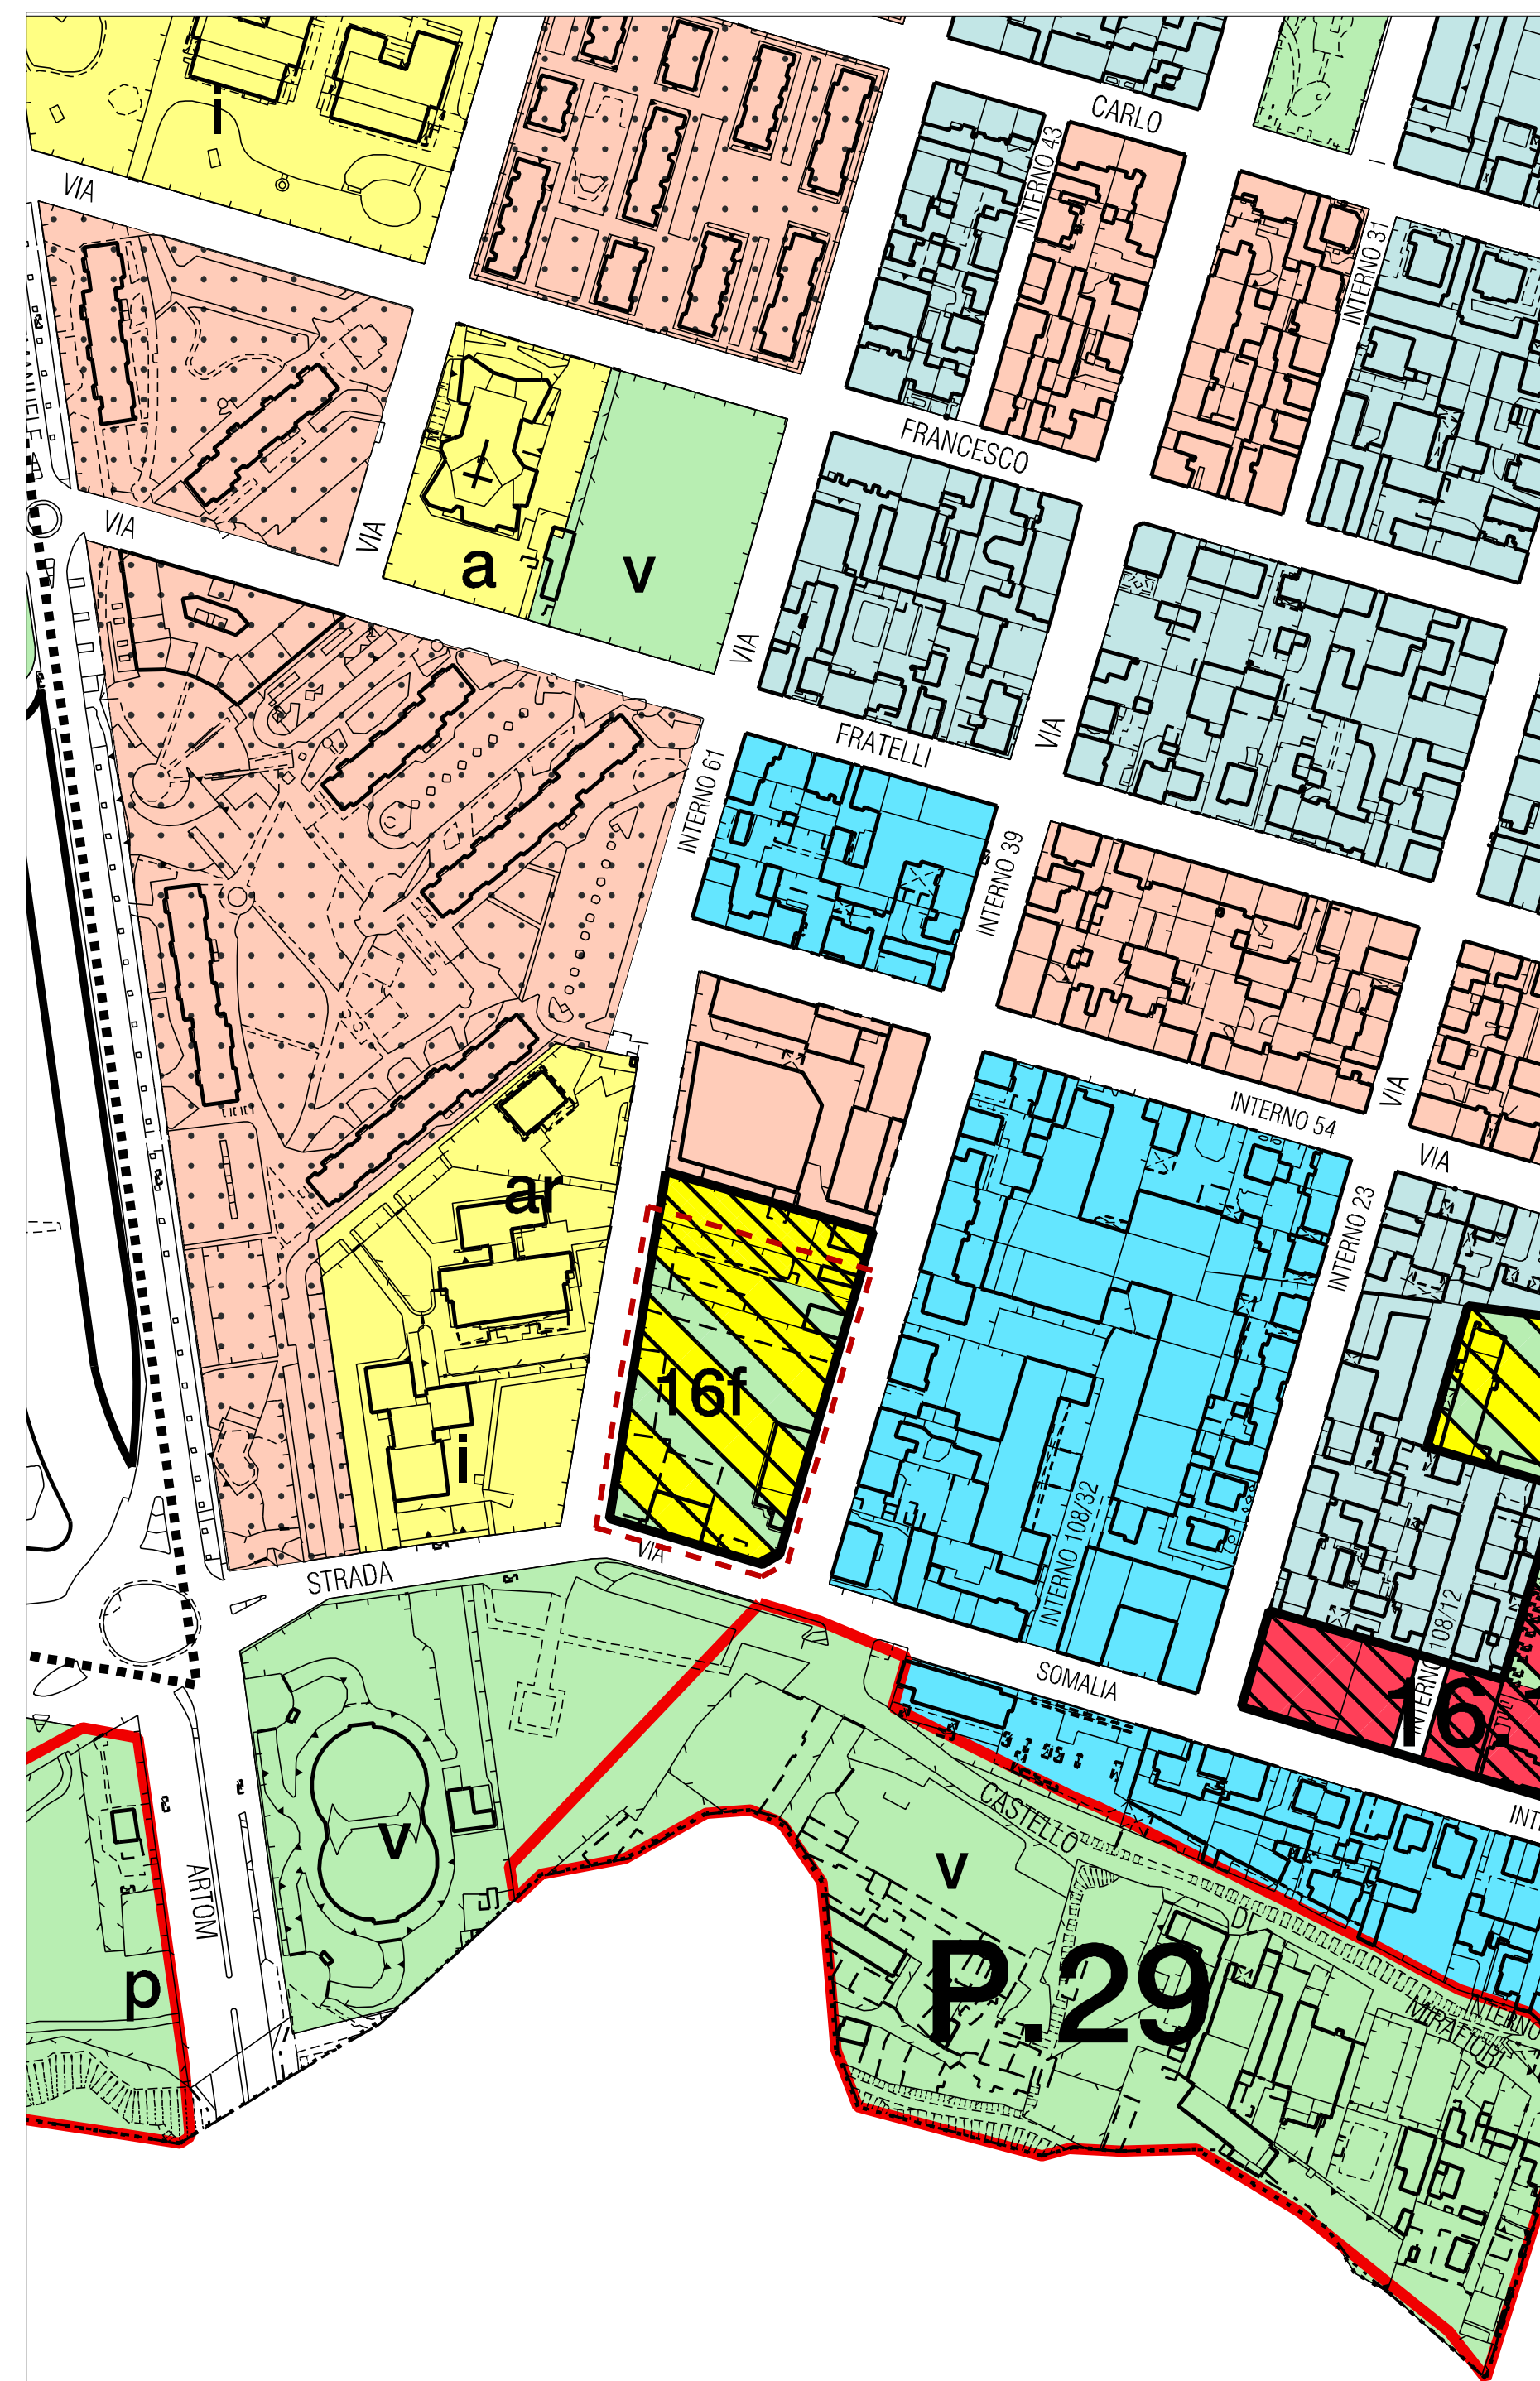 i
CARLO
INTERNO 43
VIA
INTERNO 31
FRANCESCO
VIA
VIA
a
v
VIA
VIA
FRATELLI
INTERNO 61
INTERNO 39
INTERNO 54
VIA
VIA
ar
INTERNO 23
16f
i
INTERNO 108/32
VIA
STRADA
INTERNO 108/12
SOMALIA
16.
CASTELLO
v
v
ARTOM
DI
P.29
p
MIRAFIORI
INTERNO